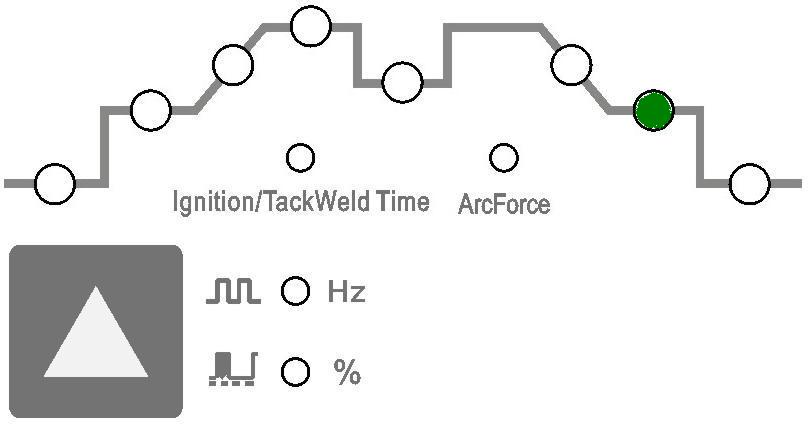 Ignition/TackWeld Time
ArcForce
Hz
%